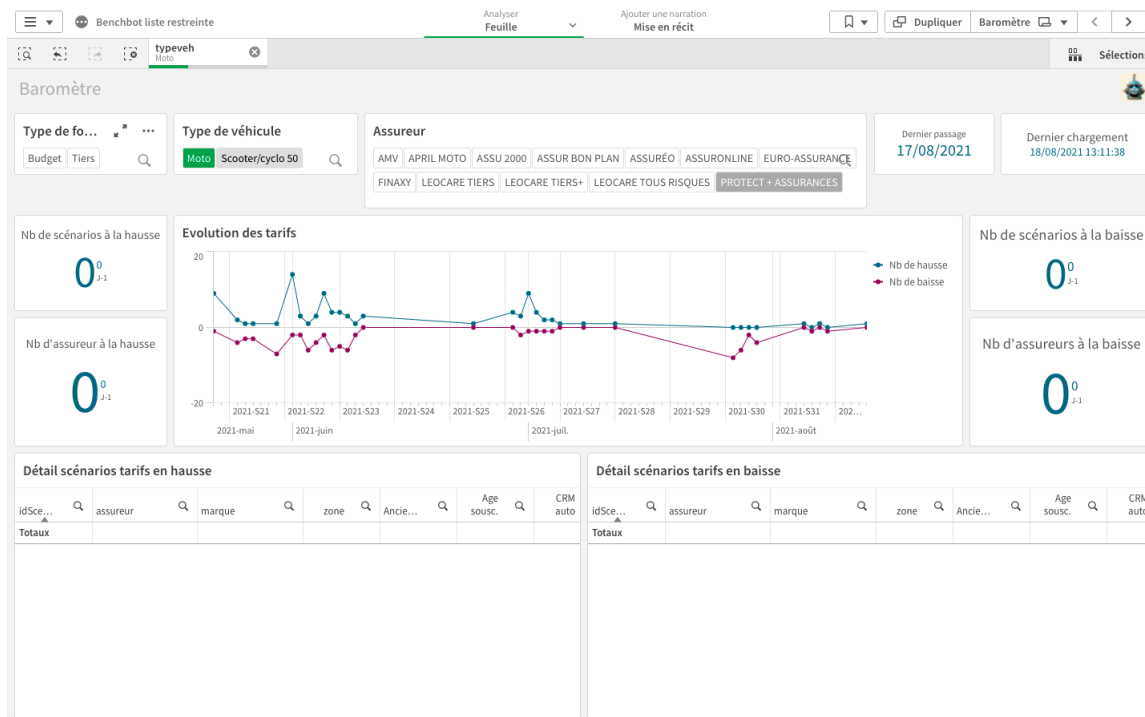 Benchbot liste restreinte
Analyser
Feuille
Ajouter une narration
Mise en récit
Dupliquer
Baromètre
typeveh
Moto
Sélection
Baromètre
Type de fo...
Budget Tiers
Type de véhicule
Moto Scooter/cyclo 50
Assureur
AMV APRIL MOTO ASSU 2000 ASSUR BON PLAN ASSURÉO ASSURONLINE EURO-ASSURANCE
FINAXY LEOCARE TIERS LEOCARE TIERS+ LEOCARE TOUS RISQUES PROTECT + ASSURANCES
Dernier passage
17/08/2021
Dernier chargement
18/08/2021 13:11:38
Nb de scénarios à la hausse
0 0
J-1
Nb d'assureur à la hausse
0 0
J-1
Evolution des tarifs
20
0
-20
2021-S21 2021-S22 2021-S23 2021-S24 2021-S25 2021-S26 2021-S27 2021-S28 2021-S29 2021-S30 2021-S31 202...
2021-mai 2021-juin 2021-juil. 2021-août
Nb de hausse
Nb de baisse
Nb de scénarios à la baisse
0 0
J-1
Nb d'assureurs à la baisse
0 0
J-1
Détail scénarios tarifs en hausse
idSce... assureur marque zone Ancie... Age sousc. CRM auto
Totaux
Détail scénarios tarifs en baisse
idSce... assureur marque zone Ancie... Age sousc. CRM auto
Totaux